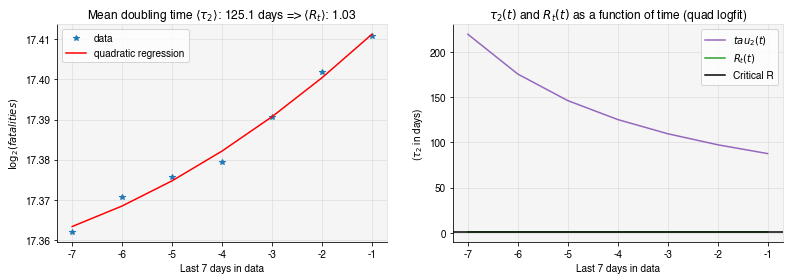 Mean doubling time ⟨τ₂⟩: 125.1 days => ⟨Rₜ⟩: 1.03
data
quadratic regression
log₂(fatalities)
17.41
17.40
17.39
17.38
17.37
17.36
-7 -6 -5 -4 -3 -2 -1
Last 7 days in data
τ₂(t) and Rₜ(t) as a function of time (quad logfit)
tau₂(t)
Rₜ(t)
Critical R
(τ₂ in days)
200
150
100
50
0
-7 -6 -5 -4 -3 -2 -1
Last 7 days in data